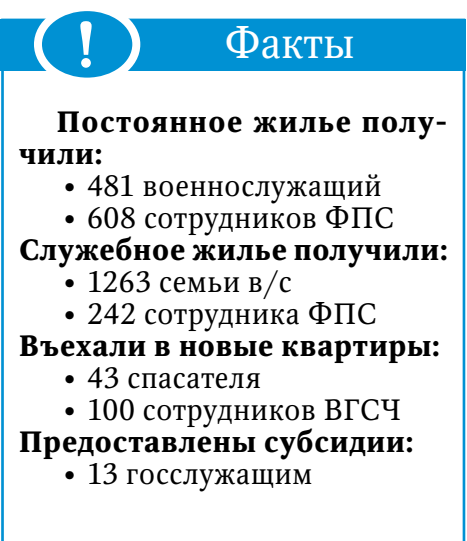 !
Факты
Постоянное жилье полу-
чили:
• 481 военнослужащий
• 608 сотрудников ФПС
Служебное жилье получили:
• 1263 семьи в/с
• 242 сотрудника ФПС
Въехали в новые квартиры:
• 43 спасателя
• 100 сотрудников ВГСЧ
Предоставлены субсидии:
• 13 госслужащим